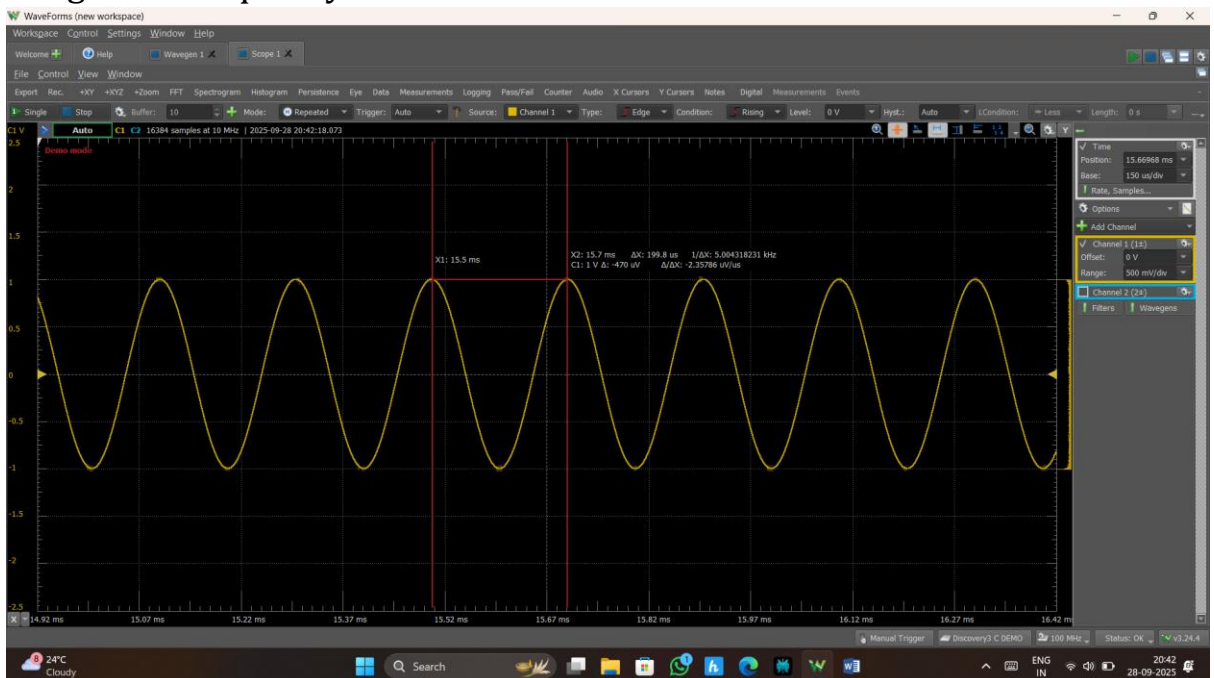 WaveForms (new workspace)
Workspace Control Settings Window Help
Welcome Help Wavegen 1 Scope 1
File Control View Window
Export Rec. +XY +XYZ +Zoom FFT Spectrogram Histogram Persistence Eye Data Measurements Logging Pass/Fail Counter Audio X Cursors Y Cursors Notes Digital Measurements Events
Single Stop Buffer: 10 Mode: Repeated Trigger: Auto Source: Channel 1 Type: Edge Condition: Rising Level: 0 V Hyst.: Auto LCondition: Less Length: 0 s
C1 V Auto C1 C2 16384 samples at 10 MHz | 2025-09-28 20:42:18.073 Y
2.5
Demo mode
Time
Position: 15.66968 ms
Base: 150 us/div
2
Rate, Samples...
Options
Add Channel
1.5
Channel 1 (1±)
X1: 15.5 ms
X2: 15.7 ms ΔX: 199.8 us 1/ΔX: 5.004318231 kHz
C1: 1 V Δ: -470 uV Δ/ΔX: -2.35786 uV/us
Offset: 0 V
Range: 500 mV/div
1
Channel 2 (2±)
Filters Wavegens
0.5
0
-0.5
-1
-1.5
-2
-2.5
X 14.92 ms 15.07 ms 15.22 ms 15.37 ms 15.52 ms 15.67 ms 15.82 ms 15.97 ms 16.12 ms 16.27 ms 16.42 m
Manual Trigger Discovery3 C DEMO 100 MHz Status: OK v3.24.4
8 24°C
Cloudy
Search
ENG
IN
20:42
28-09-2025